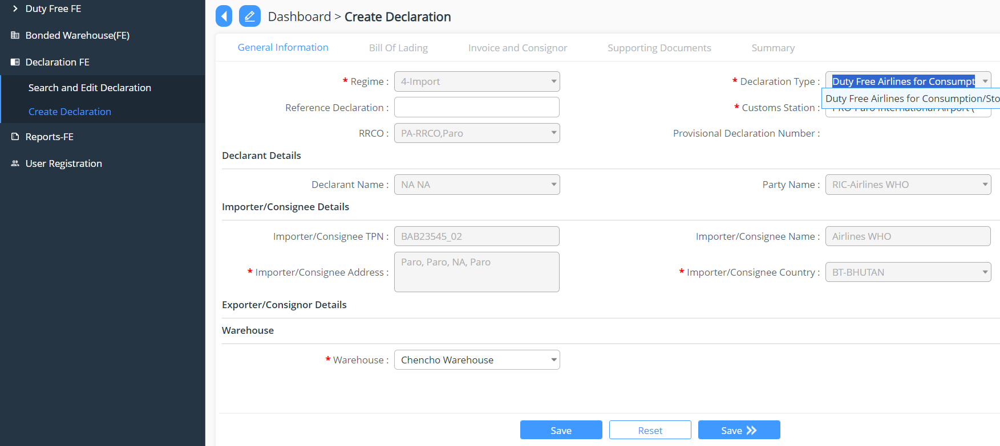 Duty Free FE
Bonded Warehouse(FE)
Declaration FE
Search and Edit Declaration
Create Declaration
Reports-FE
User Registration
Dashboard > Create Declaration
General Information Bill Of Lading Invoice and Consignor Supporting Documents Summary
* Regime : 4-Import * Declaration Type : Duty Free Airlines for Consumpt
Duty Free Airlines for Consumption/Sto
Reference Declaration : * Customs Station : PRO-Paro International Airport (
RRCO : PA-RRCO,Paro Provisional Declaration Number :
Declarant Details
Declarant Name : NA NA Party Name : RIC-Airlines WHO
Importer/Consignee Details
Importer/Consignee TPN : BAB23545_02 Importer/Consignee Name : Airlines WHO
* Importer/Consignee Address : Paro, Paro, NA, Paro * Importer/Consignee Country : BT-BHUTAN
Exporter/Consignor Details
Warehouse
* Warehouse : Chencho Warehouse
Save Reset Save